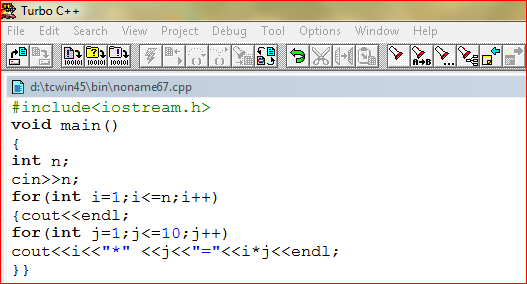 Turbo C++
File Edit Search View Project Debug Tool Options Window Help
A→B
d:\tcwin45\bin\noname67.cpp
#include<iostream.h>
void main()
{
int n;
cin>>n;
for(int i=1;i<=n;i++)
{cout<<endl;
for(int j=1;j<=10;j++)
cout<<i<<"*" <<j<<"="<<i*j<<endl;
}}